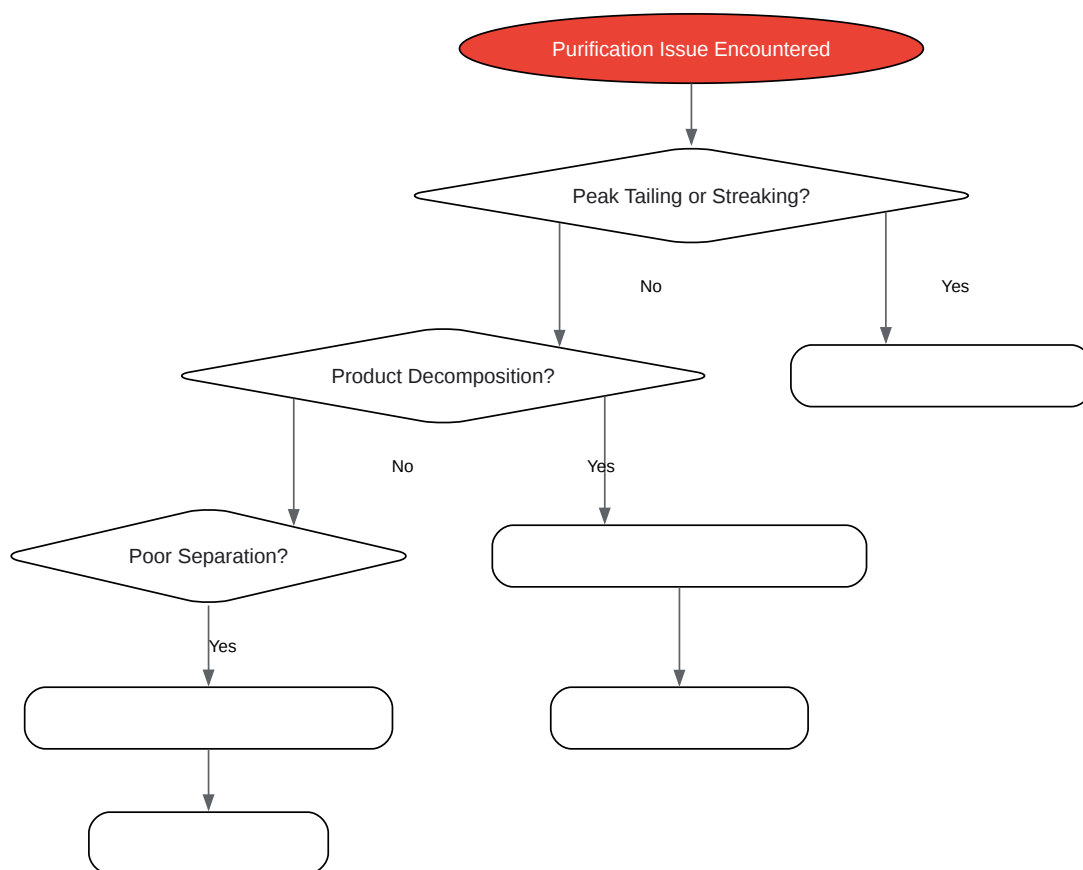 Purification Issue Encountered
Peak Tailing or Streaking?
No
Yes
Product Decomposition?
No
Yes
Poor Separation?
Yes